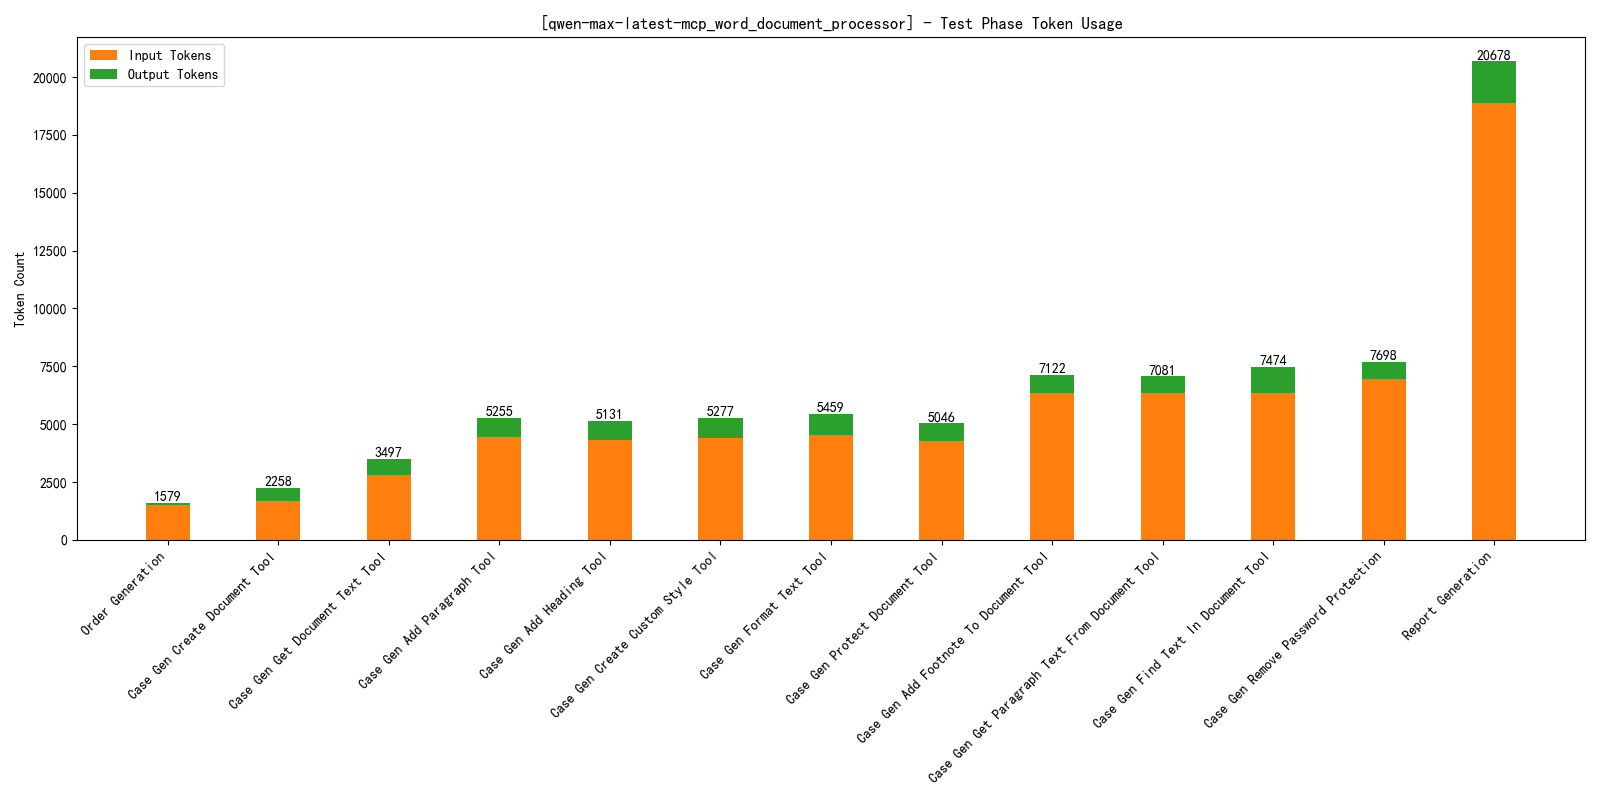 [qwen-max-latest-mcp_word_document_processor] - Test Phase Token Usage
Input Tokens
Output Tokens
Token Count
20000
17500
15000
12500
10000
7500
5000
2500
0
1579
2258
3497
5255
5131
5277
5459
5046
7122
7081
7474
7698
20678
Order Generation
Case Gen Create Document Tool
Case Gen Get Document Text Tool
Case Gen Add Paragraph Tool
Case Gen Add Heading Tool
Case Gen Create Custom Style Tool
Case Gen Format Text Tool
Case Gen Protect Document Tool
Case Gen Add Footnote To Document Tool
Case Gen Get Paragraph Text From Document Tool
Case Gen Find Text In Document Tool
Case Gen Remove Password Protection
Report Generation